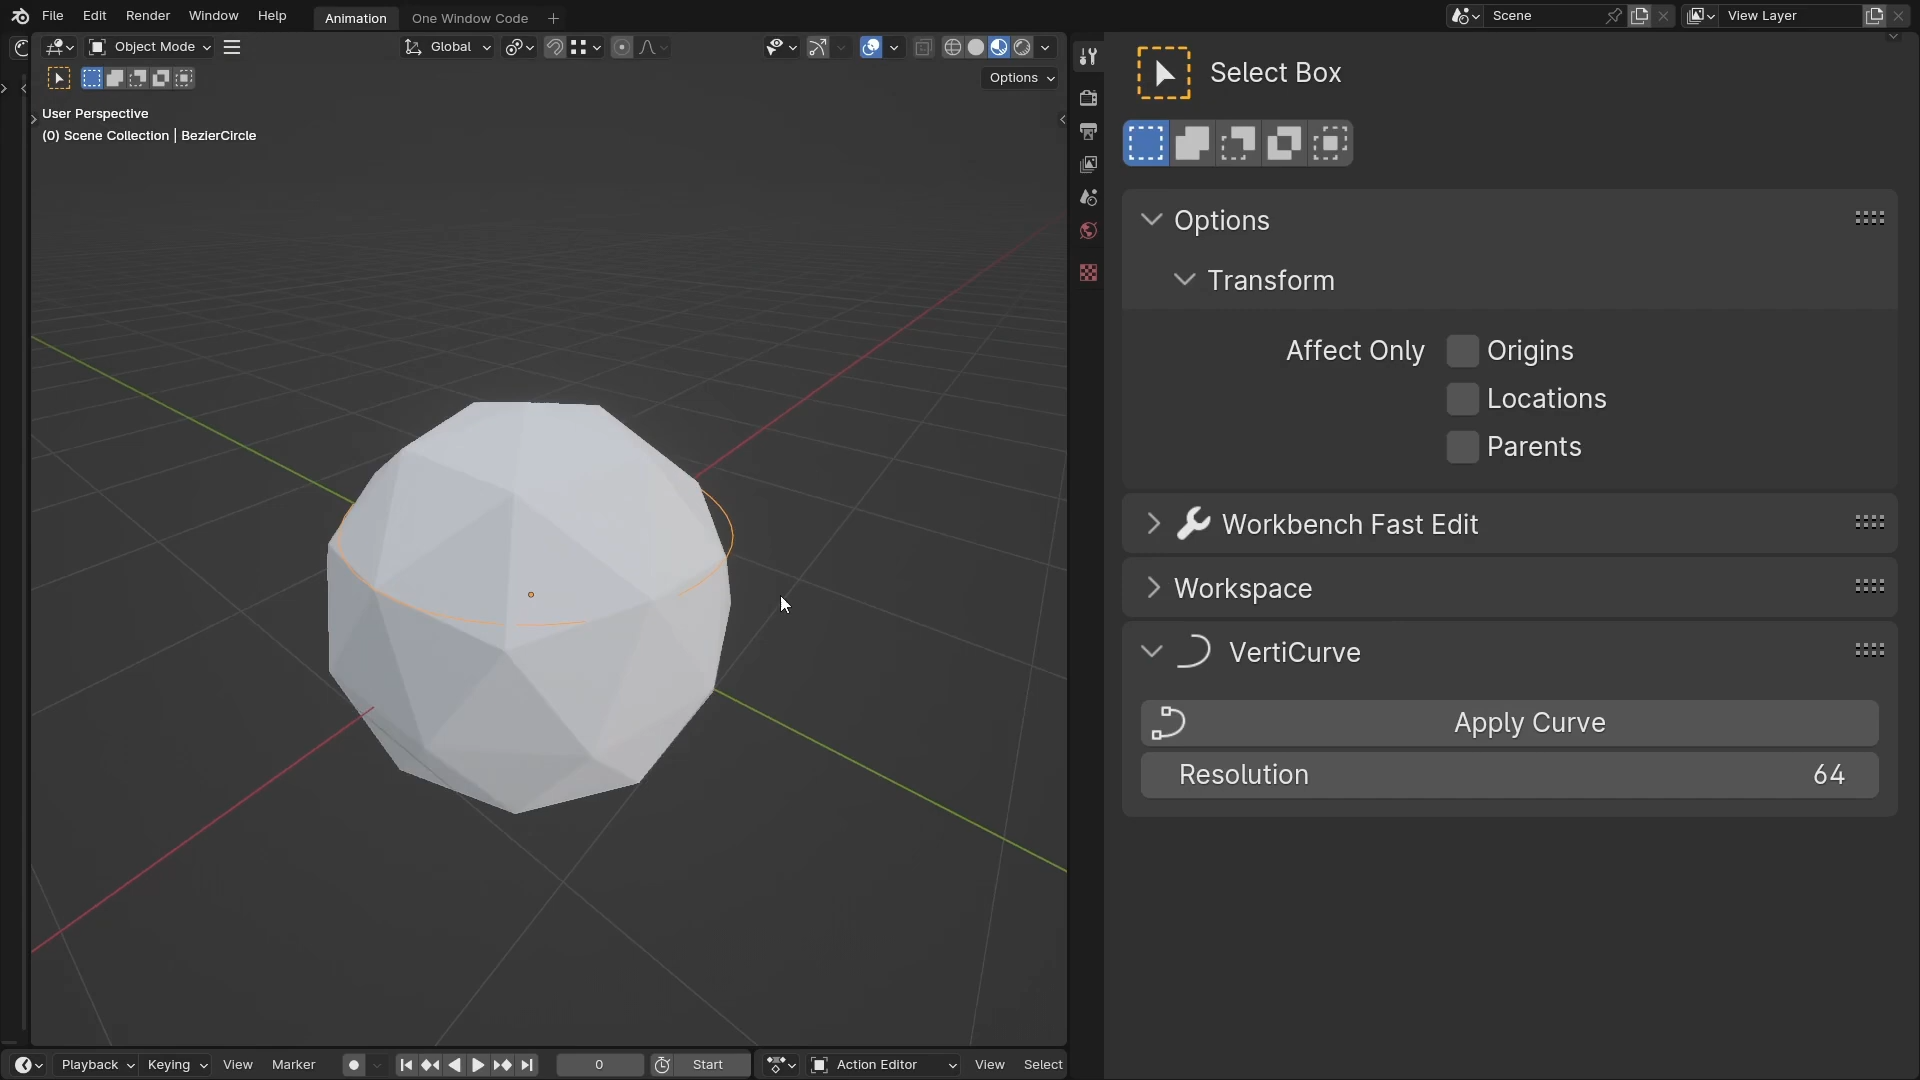 File Edit Render Window Help Animation One Window Code Scene View Layer
Object Mode Global
Options
User Perspective
(0) Scene Collection | BezierCircle
Select Box
Options
Transform
Affect Only Origins
Locations
Parents
Workbench Fast Edit
Workspace
VertiCurve
Apply Curve
Resolution 64
Playback Keying View Marker 0 Start Action Editor View Select